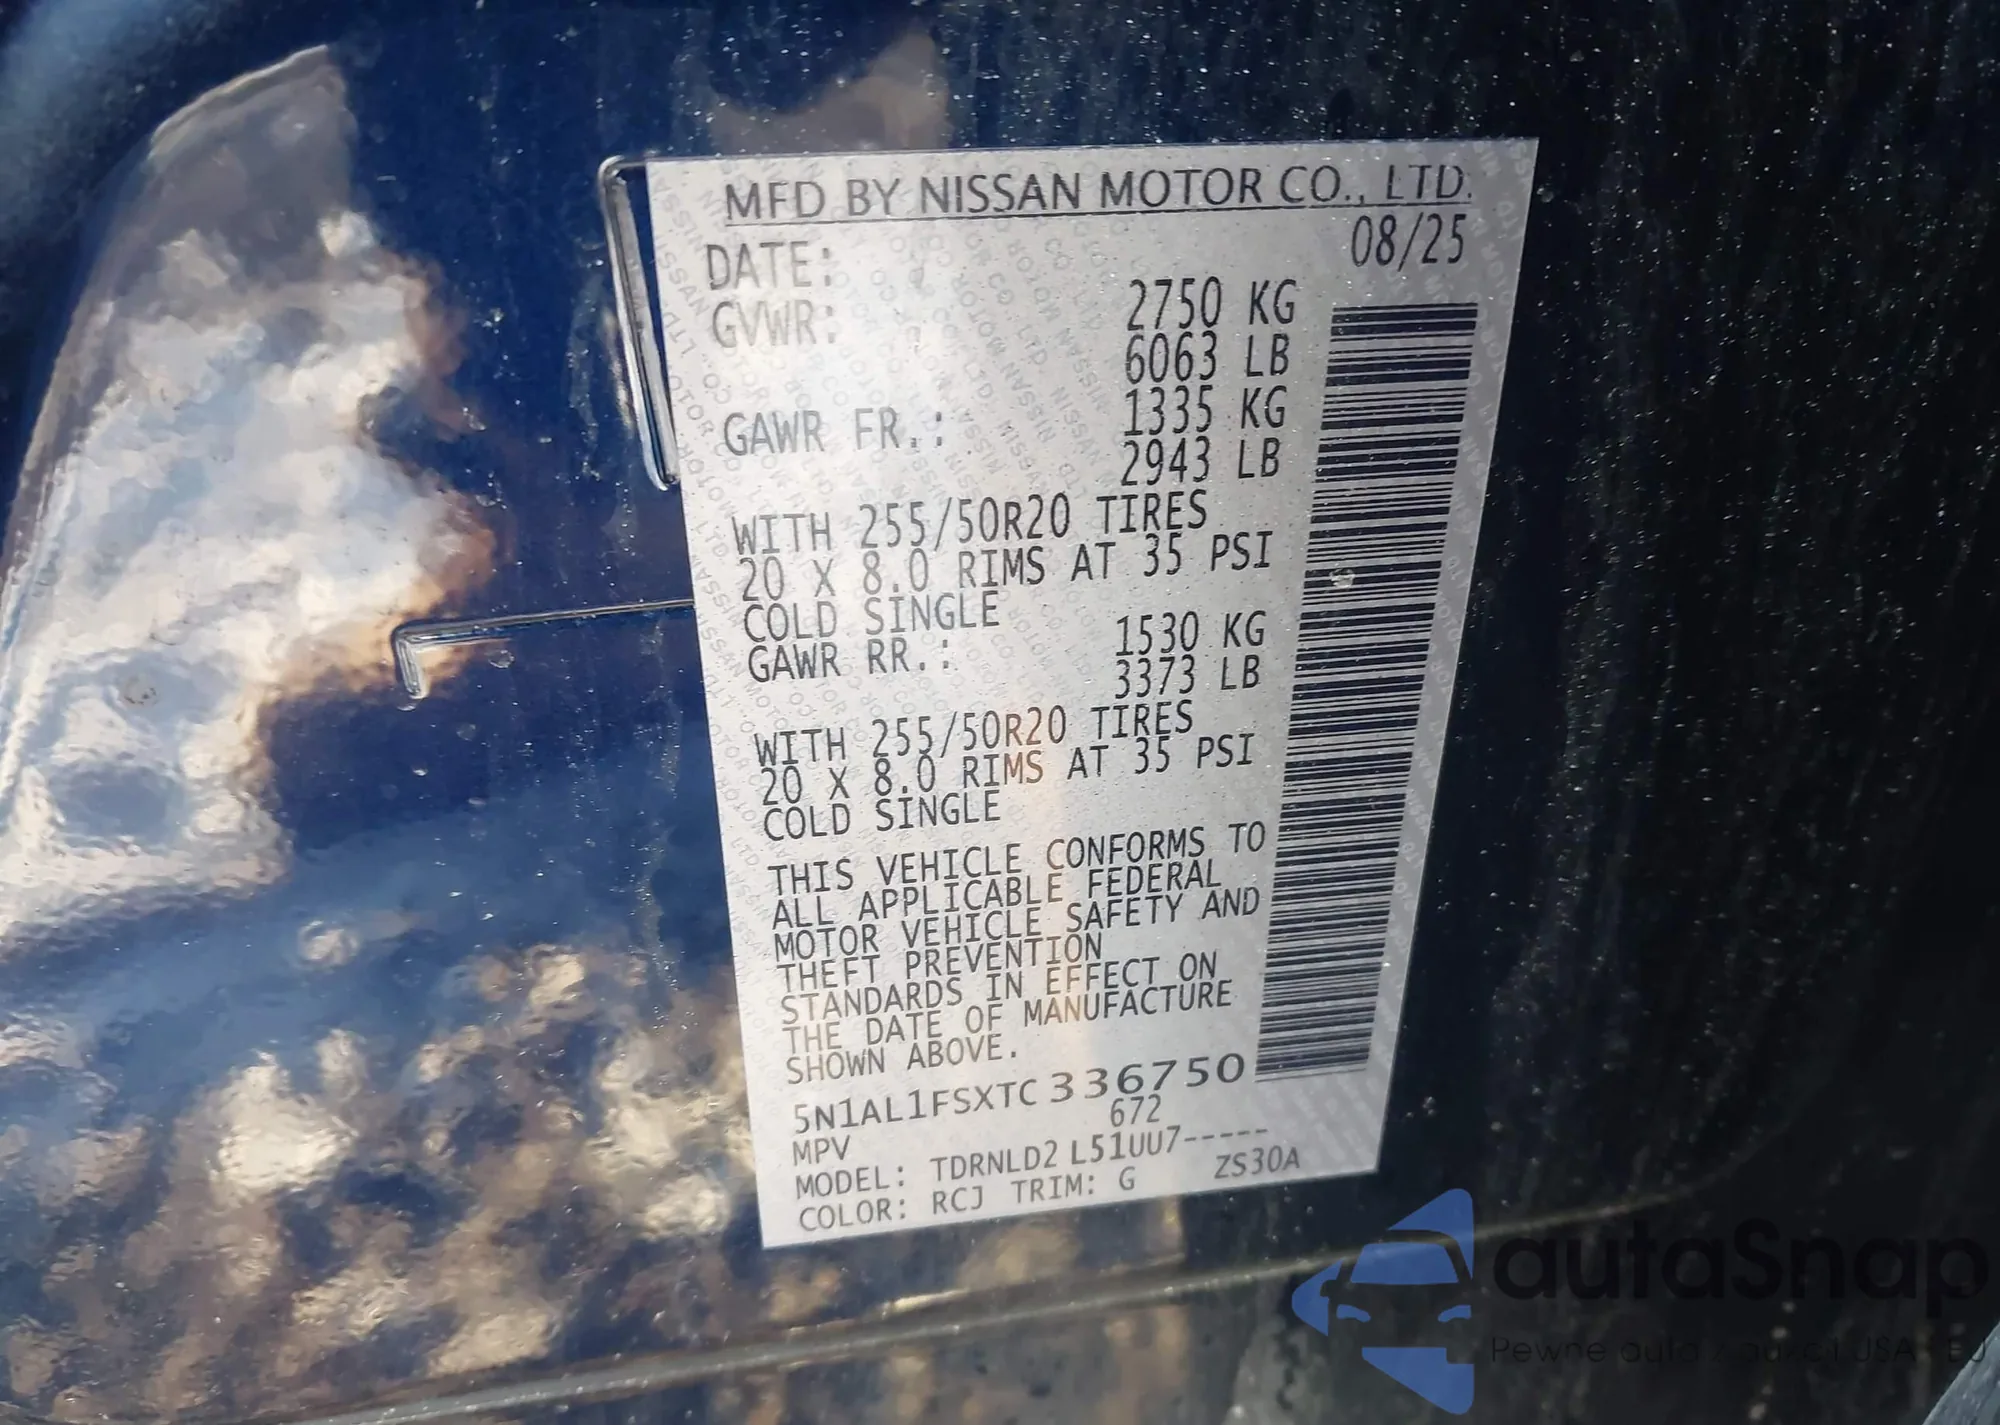 MFD BY NISSAN MOTOR CO., LTD.
DATE: 08/25
GVWR: 2750 KG
6063 LB
GAWR FR.: 1335 KG
2943 LB
WITH 255/50R20 TIRES
20 X 8.0 RIMS AT 35 PSI
COLD SINGLE
GAWR RR.: 1530 KG
3373 LB
WITH 255/50R20 TIRES
20 X 8.0 RIMS AT 35 PSI
COLD SINGLE
THIS VEHICLE CONFORMS TO
ALL APPLICABLE FEDERAL
MOTOR VEHICLE SAFETY AND
THEFT PREVENTION
STANDARDS IN EFFECT ON
THE DATE OF MANUFACTURE
SHOWN ABOVE.
5N1AL1FSXTC336750
MPV 672
MODEL: TDRNLD2 L51UU7-----
COLOR: RCJ TRIM: G ZS30A
autaSnap
Pewne auta z USA